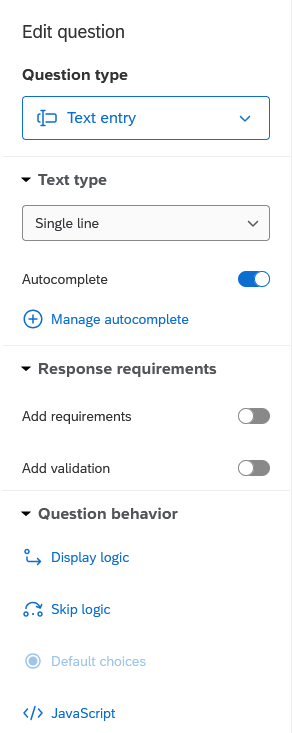 Edit question
Question type
Text entry
Text type
Single line
Autocomplete
Manage autocomplete
Response requirements
Add requirements
Add validation
Question behavior
Display logic
Skip logic
Default choices
JavaScript